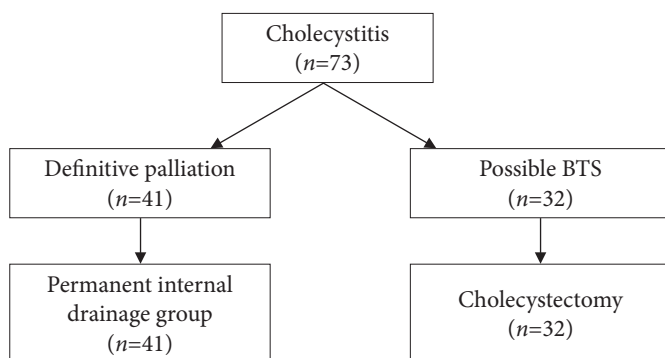 Cholecystitis
(n=73)
Definitive palliation
(n=41)
Possible BTS
(n=32)
Permanent internal
drainage group
(n=41)
Cholecystectomy
(n=32)